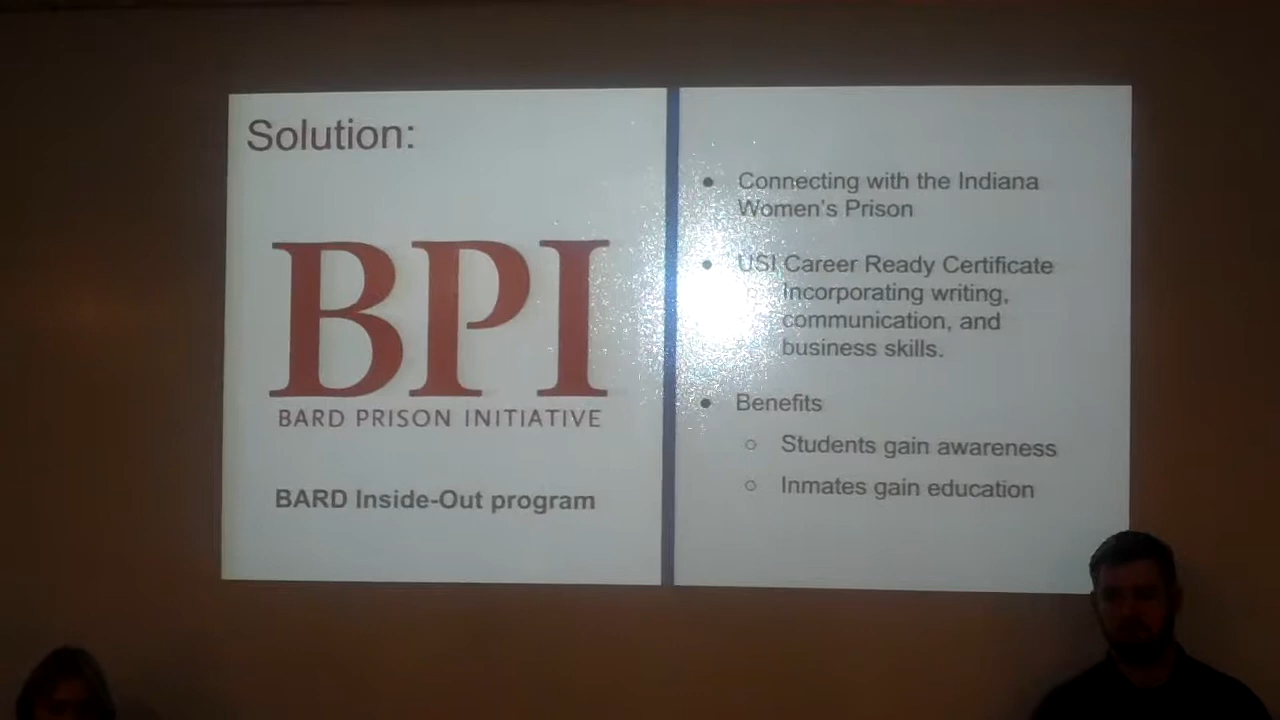 Solution:
BPI
BARD PRISON INITIATIVE
BARD Inside-Out program
● Connecting with the Indiana
Women's Prison
● USI Career Ready Certificate
○ Incorporating writing,
communication, and
business skills.
● Benefits
○ Students gain awareness
○ Inmates gain education